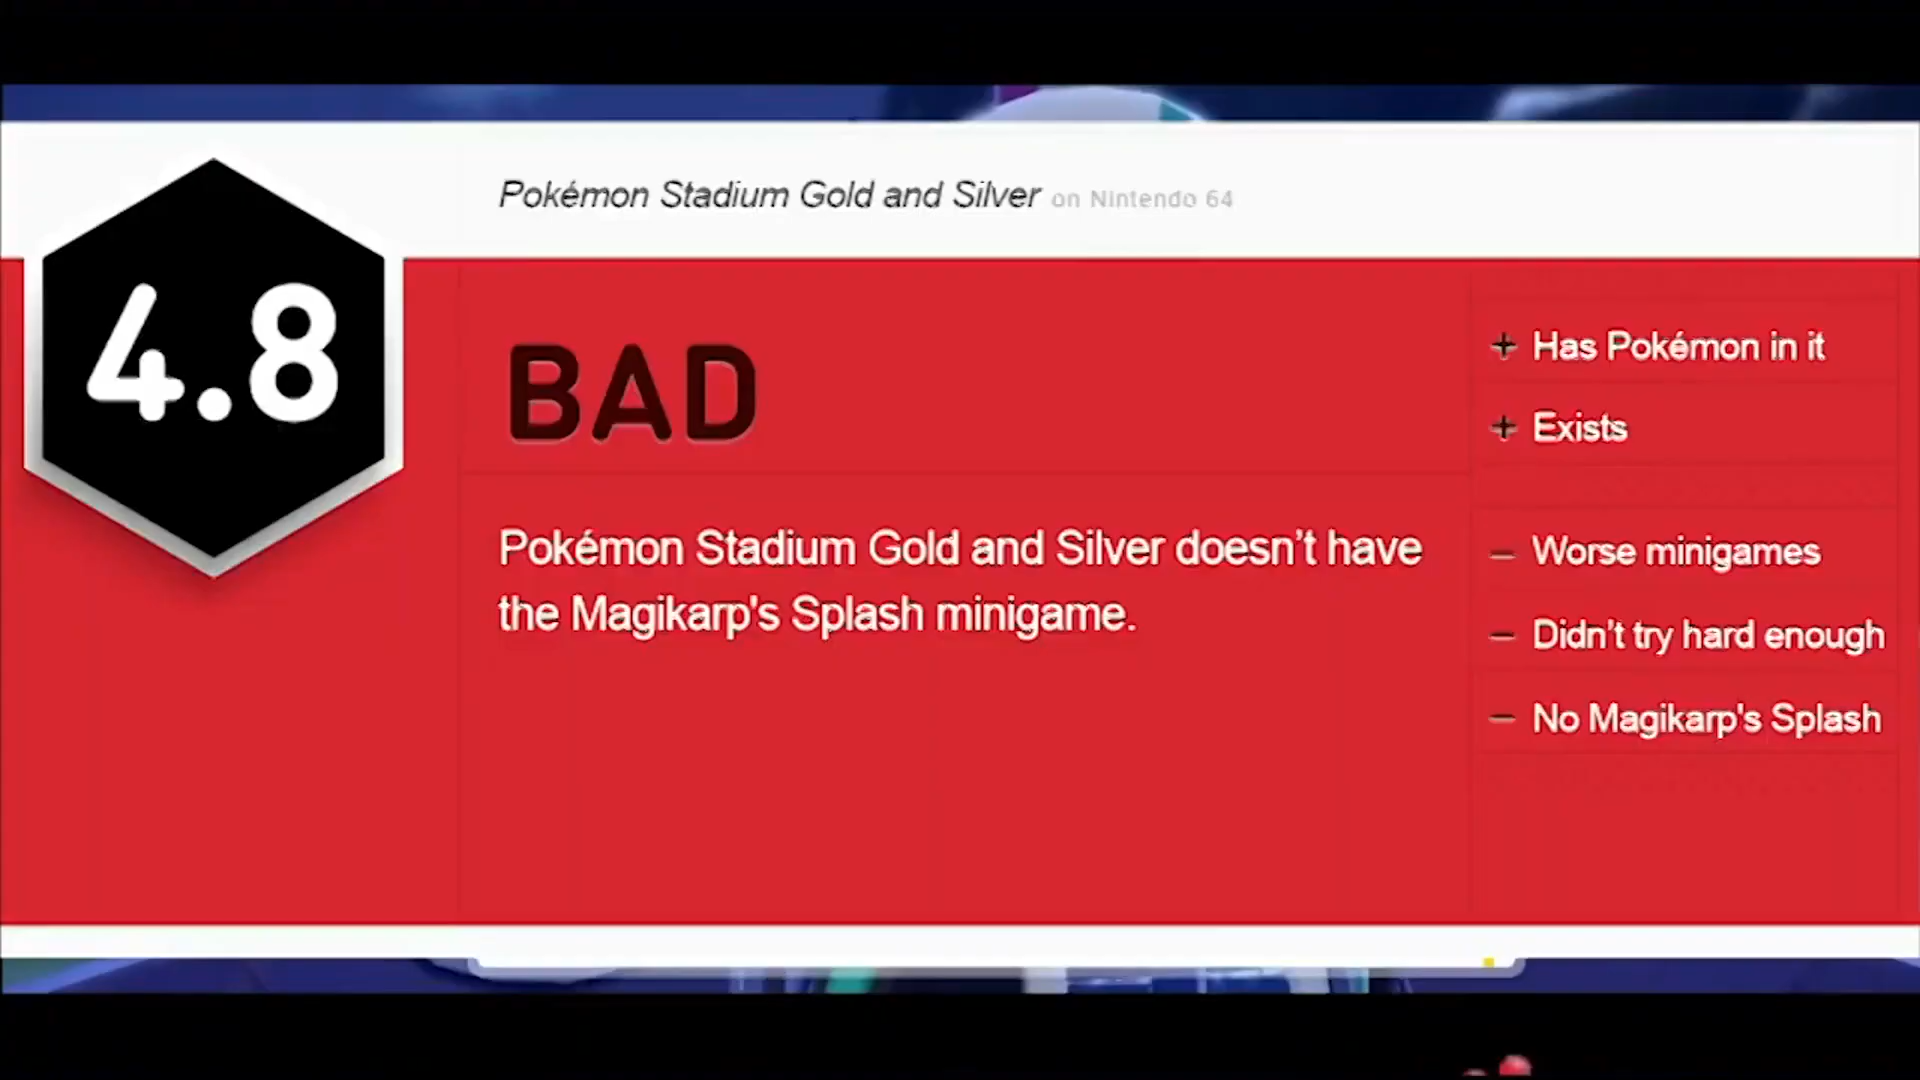 Pokémon Stadium Gold and Silver on Nintendo 64
4.8
BAD
Pokémon Stadium Gold and Silver doesn’t have
the Magikarp's Splash minigame.
+ Has Pokémon in it
+ Exists
– Worse minigames
– Didn’t try hard enough
– No Magikarp's Splash